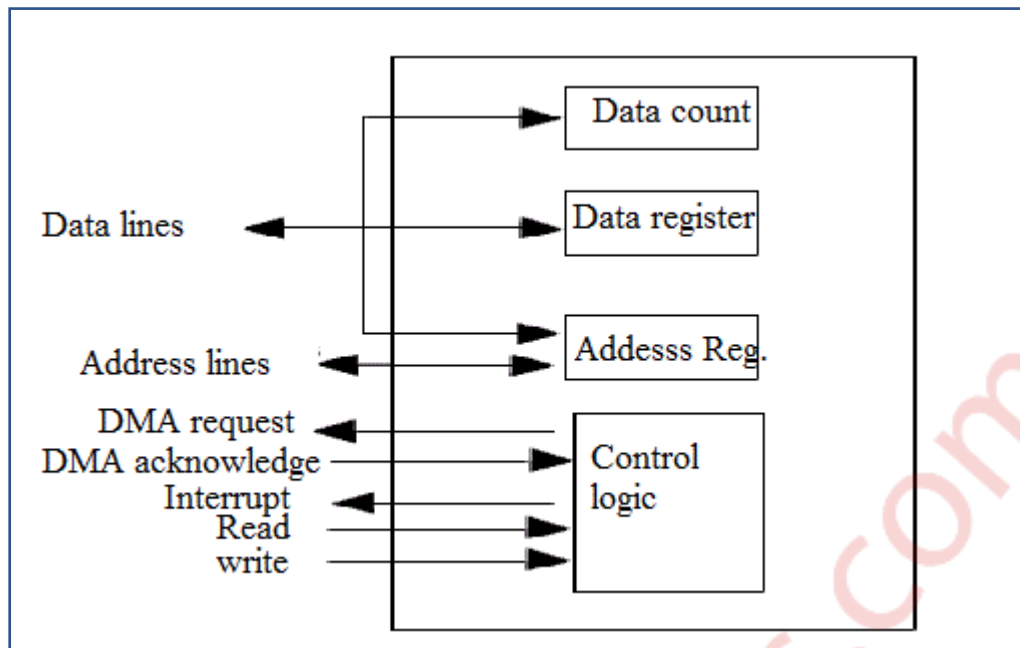 Data count
Data lines
Data register
Address lines
Addesss Reg.
DMA request
DMA acknowledge
Interrupt
Read
write
Control
logic
com